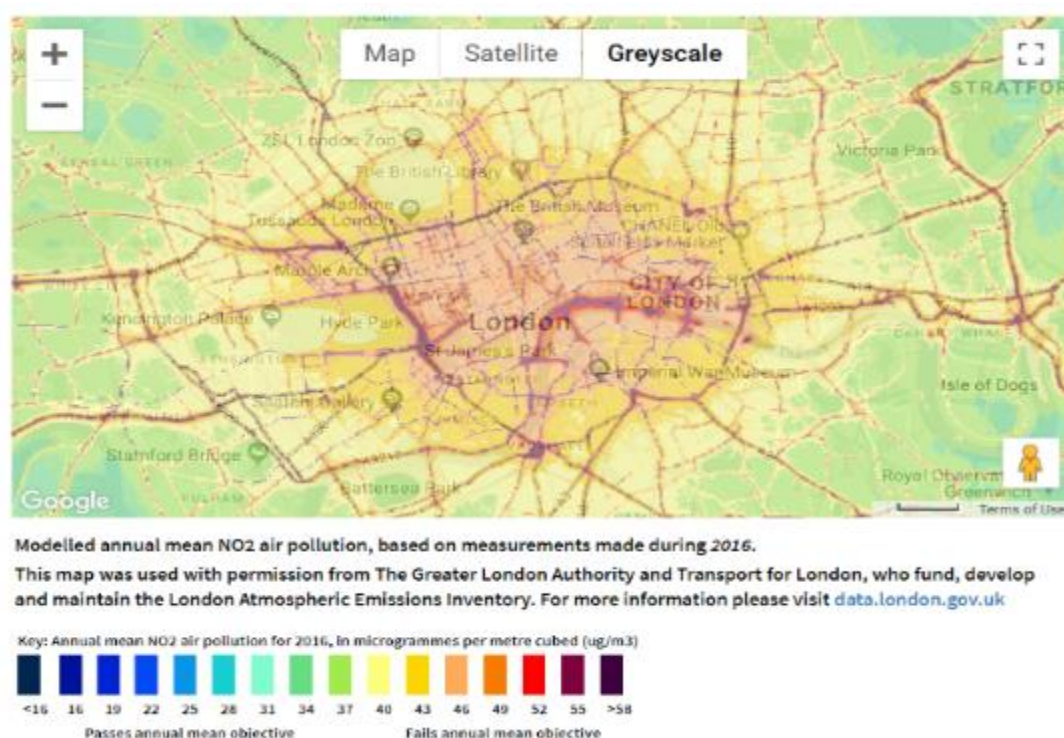 +
−
Map Satellite Greyscale
STRATFOR
ZSL London Zoo
Victoria Park
The British Library
Madame
Tussauds London
The British Museum
Marble Arch
CITY OF
LONDON
Kensington Palace
Hyde Park
London
St James's Park
Imperial War Museum
Isle of Dogs
Stamford Bridge
Battersea Park
FULHAM
Royal Observa
Greenwich
Google
Terms of Use
Modelled annual mean NO2 air pollution, based on measurements made during 2016.
This map was used with permission from The Greater London Authority and Transport for London, who fund, develop
and maintain the London Atmospheric Emissions Inventory. For more information please visit data.london.gov.uk
Key: Annual mean NO2 air pollution for 2016, in microgrammes per metre cubed (ug/m3)
<16 16 19 22 25 28 31 34 37 40 43 46 49 52 55 >58
Passes annual mean objective Fails annual mean objective